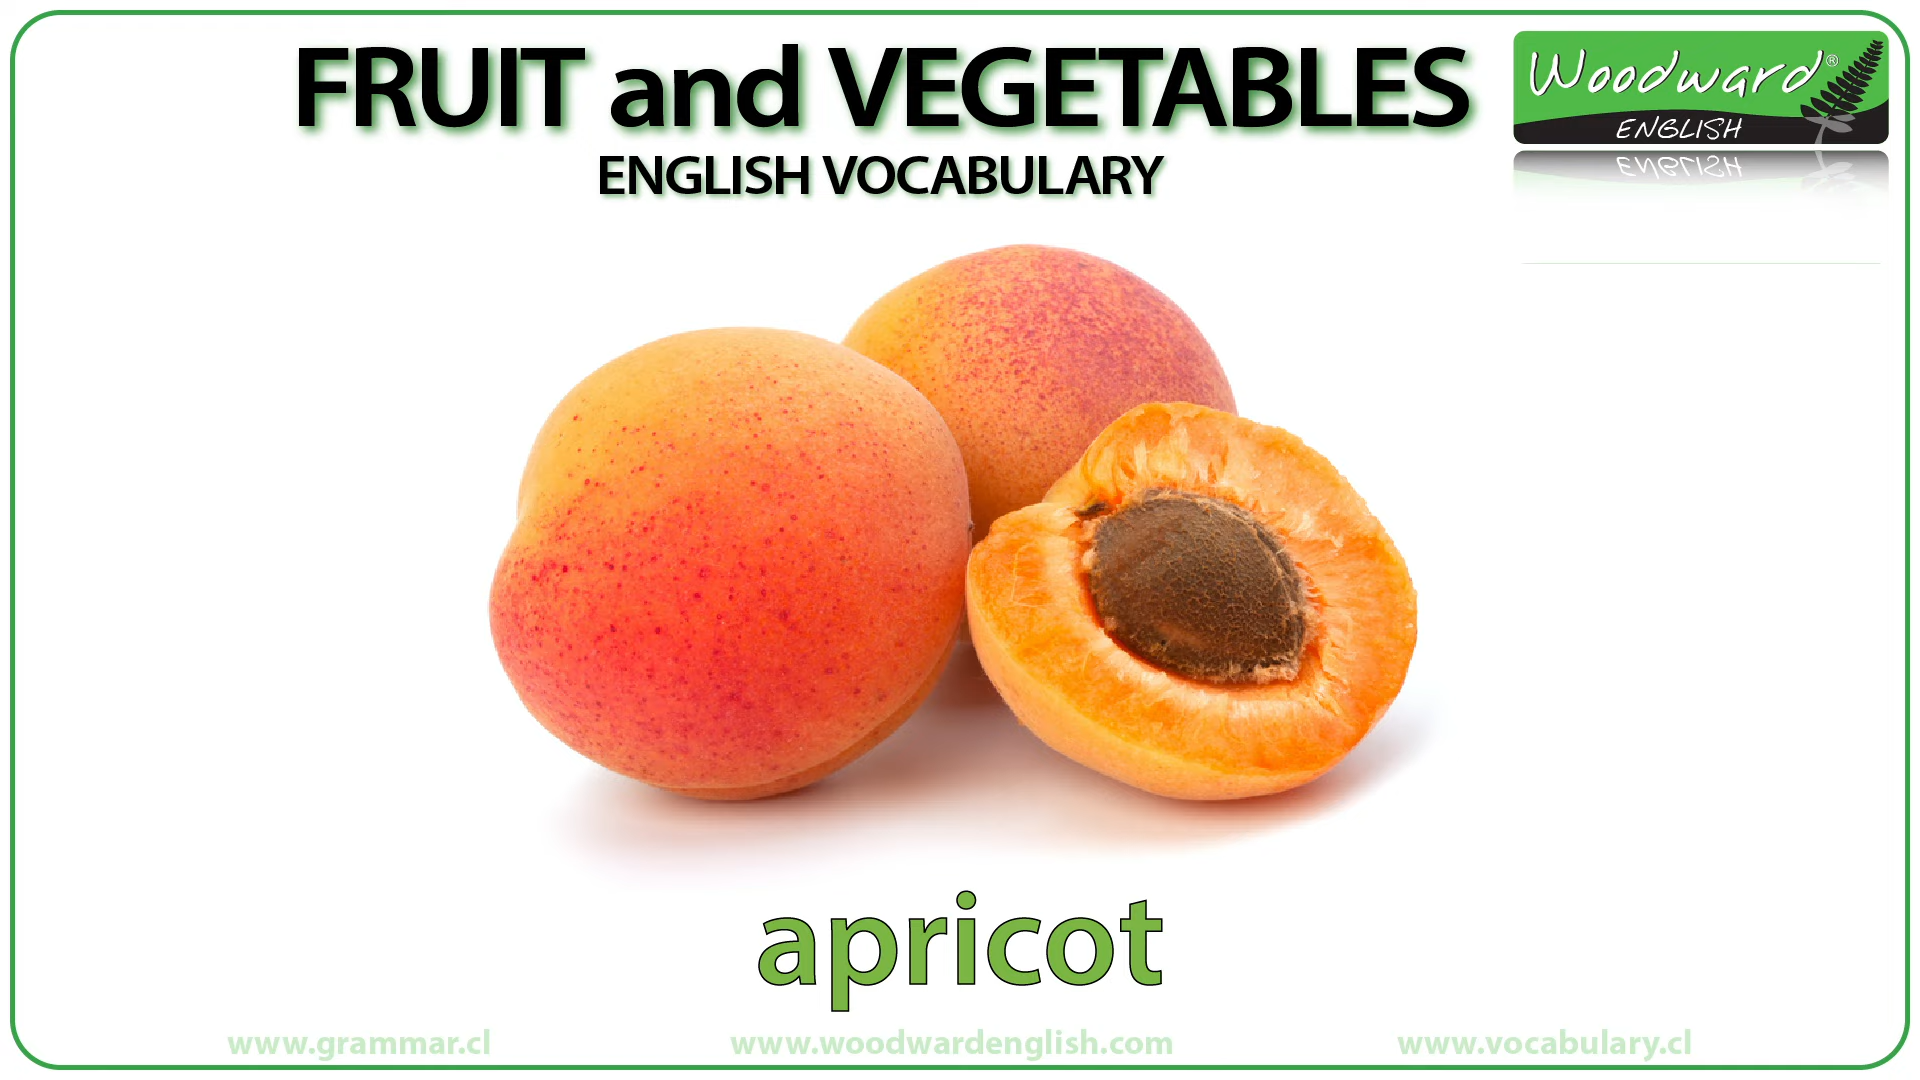 FRUIT and VEGETABLES
ENGLISH VOCABULARY
Woodward®
ENGLISH
apricot
www.grammar.cl
www.woodwardenglish.com
www.vocabulary.cl